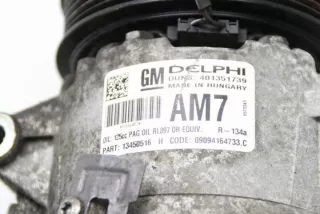 GM DELPHI
DUNS: 401351739
MADE IN HUNGARY
AM7
OIL: 125cc PAG OIL RL897 OR EQUIV. R-134a
PART: 13450516 H CODE: 09094164733,C